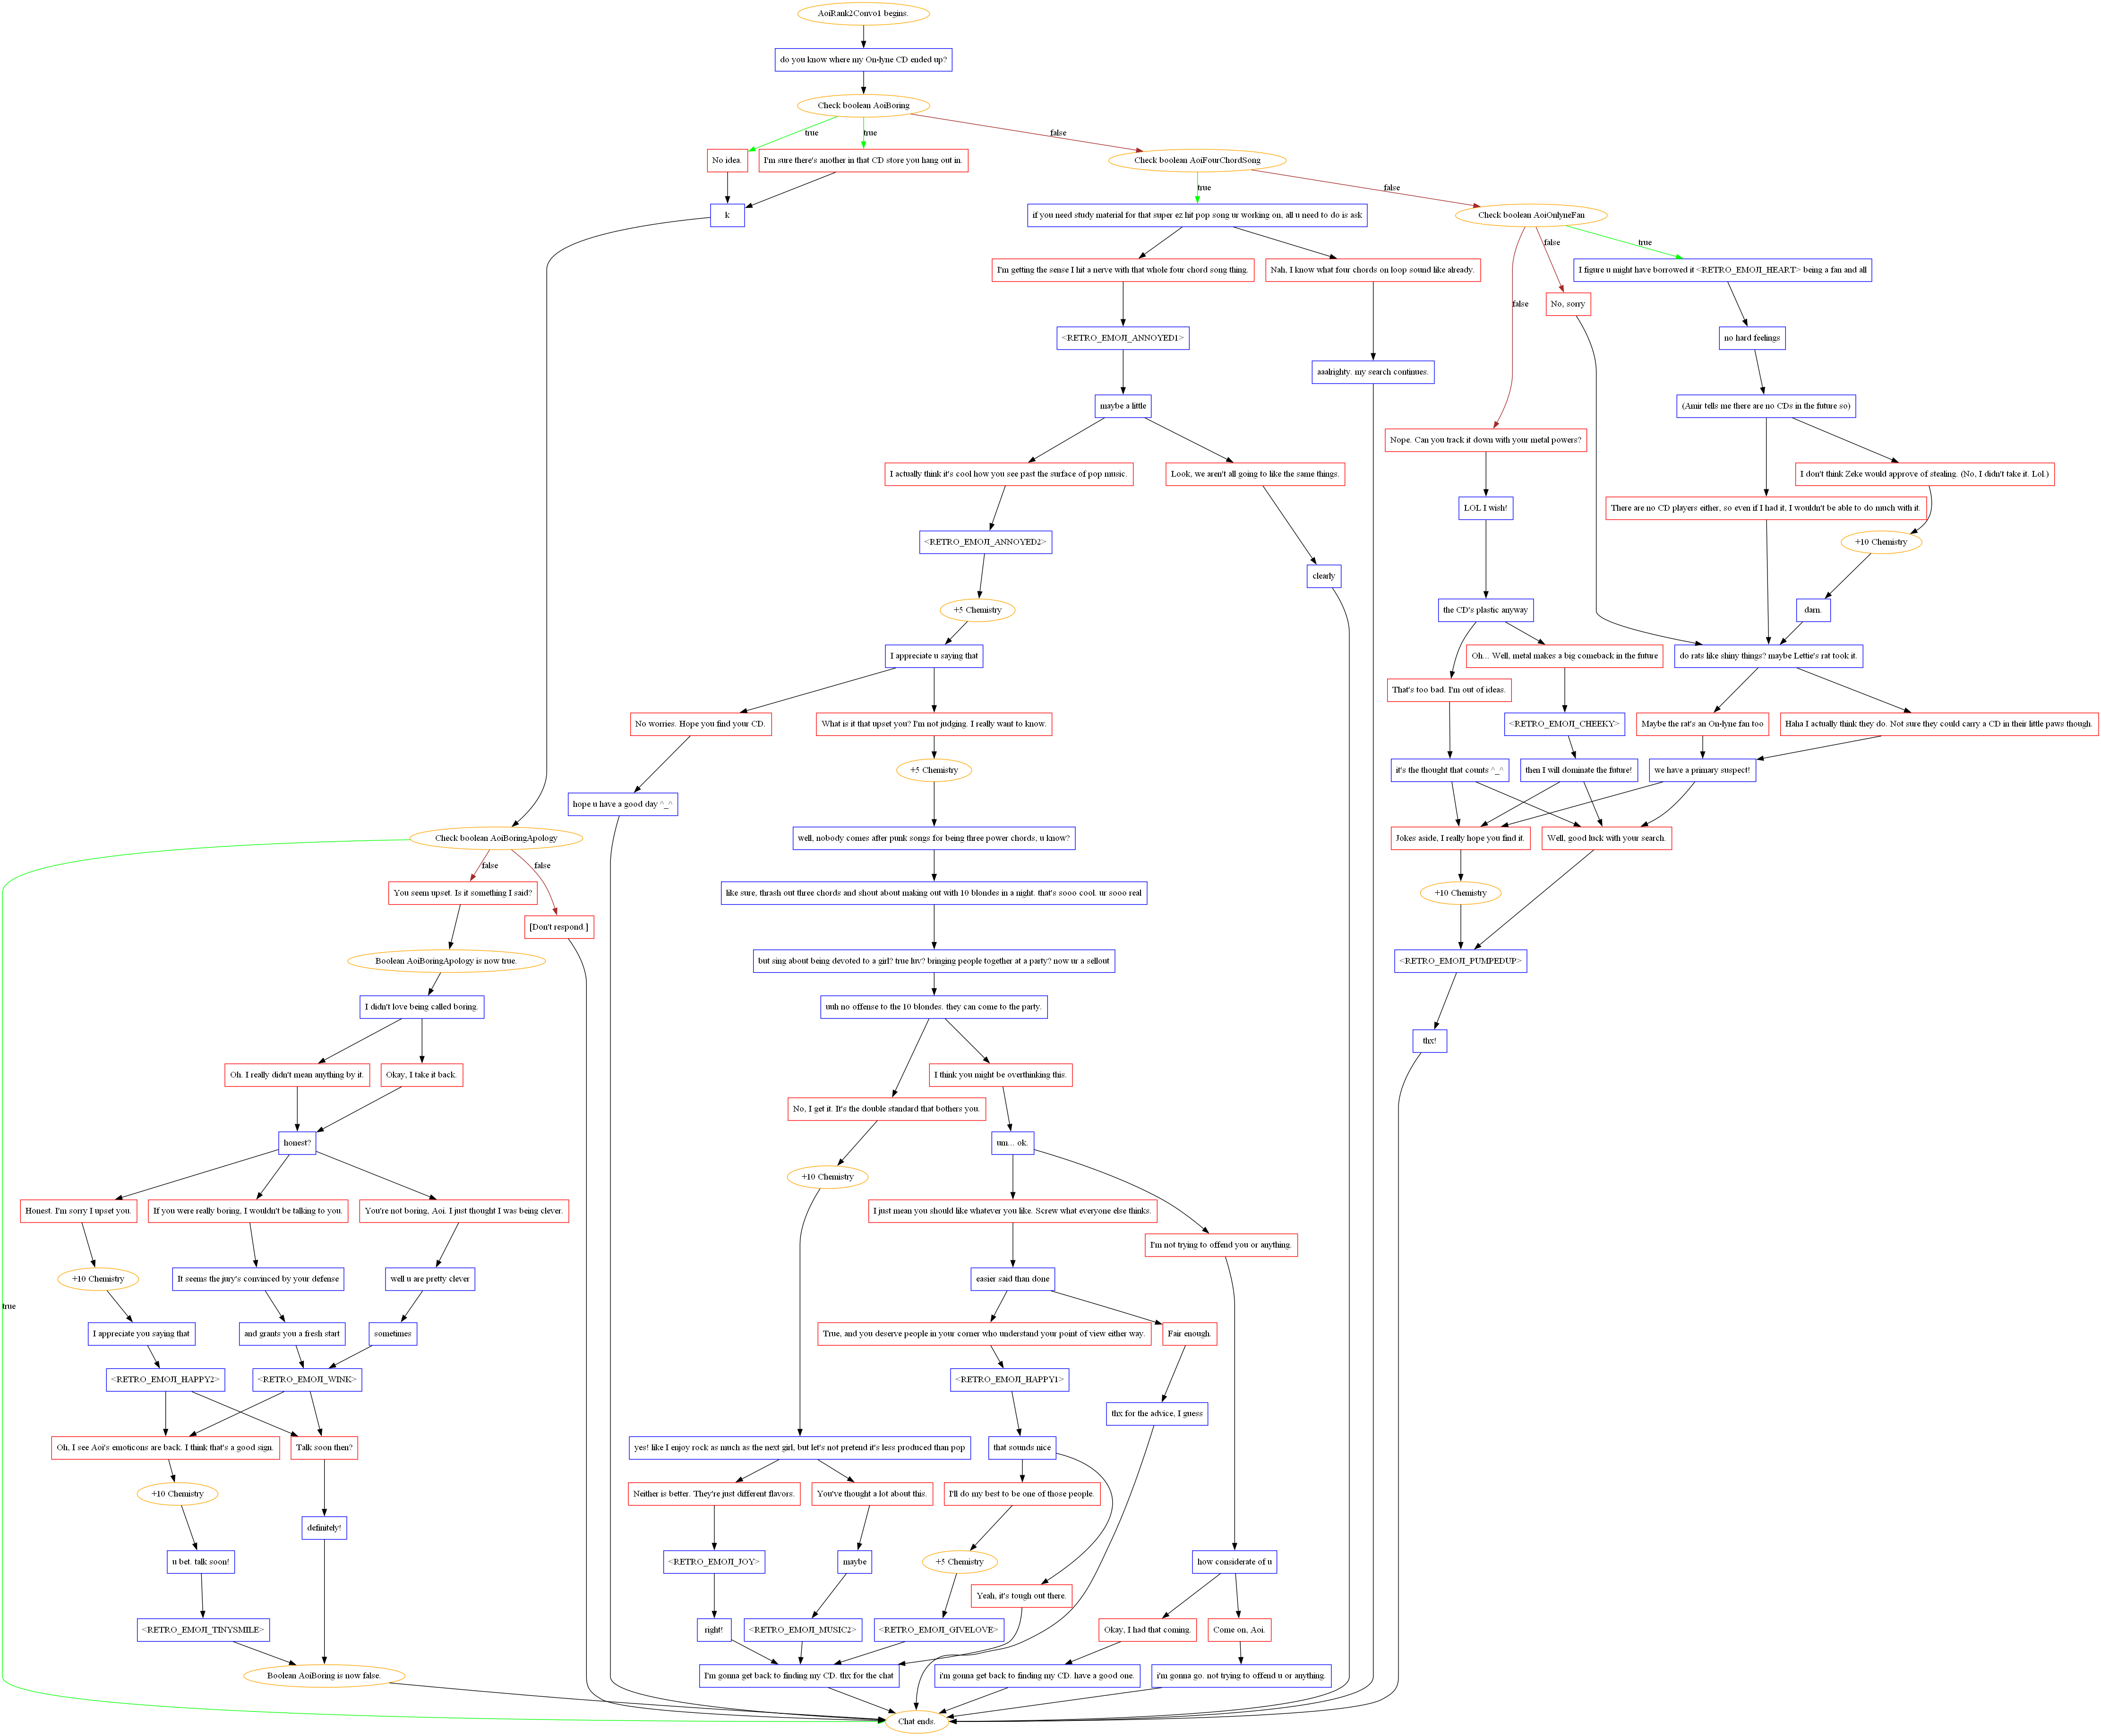 AoiRank2Convo1 begins.
do you know where my On-lyne CD ended up?
Check boolean AoiBoring
true
true
false
No idea.
I'm sure there's another in that CD store you hang out in.
Check boolean AoiFourChordSong
true
false
k
if you need study material for that super ez hit pop song ur working on, all u need to do is ask
Check boolean AoiOnlyneFan
false
false
true
I'm getting the sense I hit a nerve with that whole four chord song thing.
Nah, I know what four chords on loop sound like already.
I figure u might have borrowed it <RETRO_EMOJI_HEART> being a fan and all
No, sorry
<RETRO_EMOJI_ANNOYED1>
no hard feelings
aaalrighty. my search continues.
maybe a little
(Amir tells me there are no CDs in the future so)
Nope. Can you track it down with your metal powers?
I actually think it's cool how you see past the surface of pop music.
Look, we aren't all going to like the same things.
I don't think Zeke would approve of stealing. (No, I didn't take it. Lol.)
LOL I wish!
There are no CD players either, so even if I had it, I wouldn't be able to do much with it.
<RETRO_EMOJI_ANNOYED2>
+10 Chemistry
clearly
+5 Chemistry
the CD's plastic anyway
darn.
I appreciate u saying that
Oh... Well, metal makes a big comeback in the future
do rats like shiny things? maybe Lettie's rat took it.
That's too bad. I'm out of ideas.
No worries. Hope you find your CD.
What is it that upset you? I'm not judging. I really want to know.
<RETRO_EMOJI_CHEEKY>
Maybe the rat's an On-lyne fan too
Haha I actually think they do. Not sure they could carry a CD in their little paws though.
+5 Chemistry
it's the thought that counts ^_^
then I will dominate the future!
we have a primary suspect!
hope u have a good day ^_^
Check boolean AoiBoringApology
true
false
false
well, nobody comes after punk songs for being three power chords, u know?
Jokes aside, I really hope you find it.
Well, good luck with your search.
You seem upset. Is it something I said?
like sure, thrash out three chords and shout about making out with 10 blondes in a night. that's sooo cool. ur sooo real
+10 Chemistry
[Don't respond.]
Boolean AoiBoringApology is now true.
but sing about being devoted to a girl? true luv? bringing people together at a party? now ur a sellout
<RETRO_EMOJI_PUMPEDUP>
I didn't love being called boring.
uuh no offense to the 10 blondes. they can come to the party.
thx!
Oh. I really didn't mean anything by it.
Okay, I take it back.
I think you might be overthinking this.
No, I get it. It's the double standard that bothers you.
honest?
um... ok.
+10 Chemistry
Honest. I'm sorry I upset you.
If you were really boring, I wouldn't be talking to you.
You're not boring, Aoi. I just thought I was being clever.
I just mean you should like whatever you like. Screw what everyone else thinks.
I'm not trying to offend you or anything.
+10 Chemistry
It seems the jury's convinced by your defense
well u are pretty clever
easier said than done
I appreciate you saying that
and grants you a fresh start
sometimes
True, and you deserve people in your corner who understand your point of view either way.
Fair enough.
<RETRO_EMOJI_HAPPY2>
<RETRO_EMOJI_WINK>
<RETRO_EMOJI_HAPPY1>
thx for the advice, I guess
Oh, I see Aoi's emoticons are back. I think that's a good sign.
Talk soon then?
yes! like I enjoy rock as much as the next girl, but let's not pretend it's less produced than pop
that sounds nice
+10 Chemistry
Neither is better. They're just different flavors.
You've thought a lot about this.
I'll do my best to be one of those people.
definitely!
u bet. talk soon!
<RETRO_EMOJI_JOY>
maybe
+5 Chemistry
how considerate of u
Yeah, it's tough out there.
<RETRO_EMOJI_TINYSMILE>
right!
<RETRO_EMOJI_MUSIC2>
<RETRO_EMOJI_GIVELOVE>
Okay, I had that coming.
Come on, Aoi.
Boolean AoiBoring is now false.
I'm gonna get back to finding my CD. thx for the chat
i'm gonna get back to finding my CD. have a good one.
i'm gonna go. not trying to offend u or anything.
Chat ends.